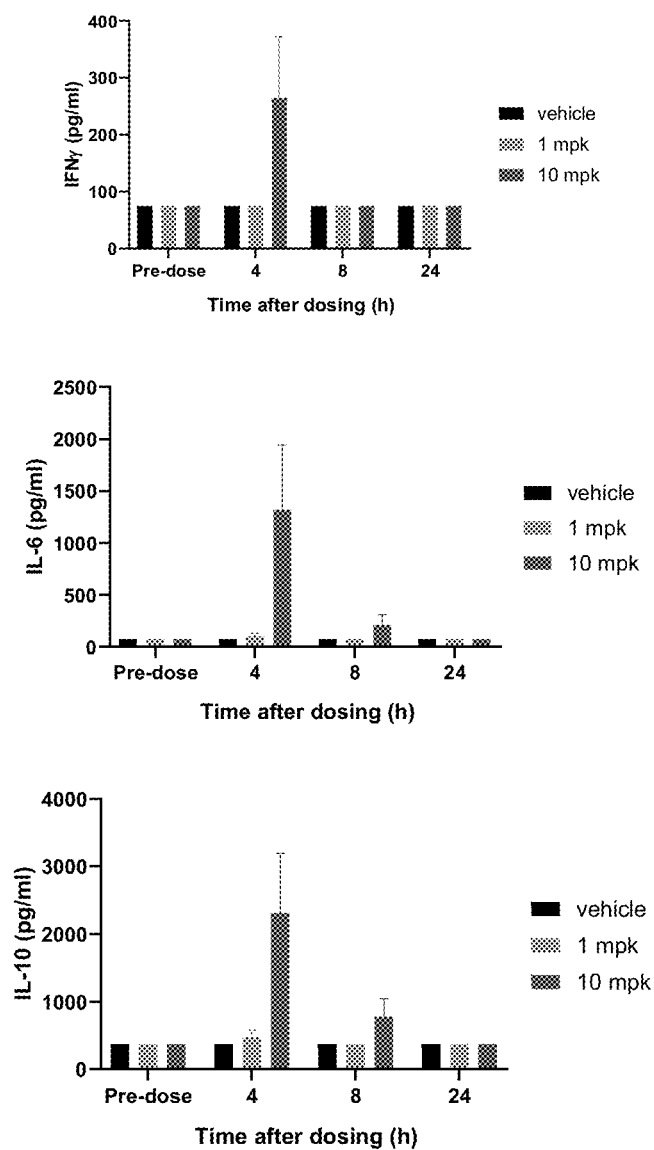 400
300
200
100
0
IFNγ (pg/ml)
Pre-dose 4 8 24
Time after dosing (h)
vehicle
1 mpk
10 mpk
2500
2000
1500
1000
500
0
IL-6 (pg/ml)
Pre-dose 4 8 24
Time after dosing (h)
vehicle
1 mpk
10 mpk
4000
3000
2000
1000
0
IL-10 (pg/ml)
Pre-dose 4 8 24
Time after dosing (h)
vehicle
1 mpk
10 mpk